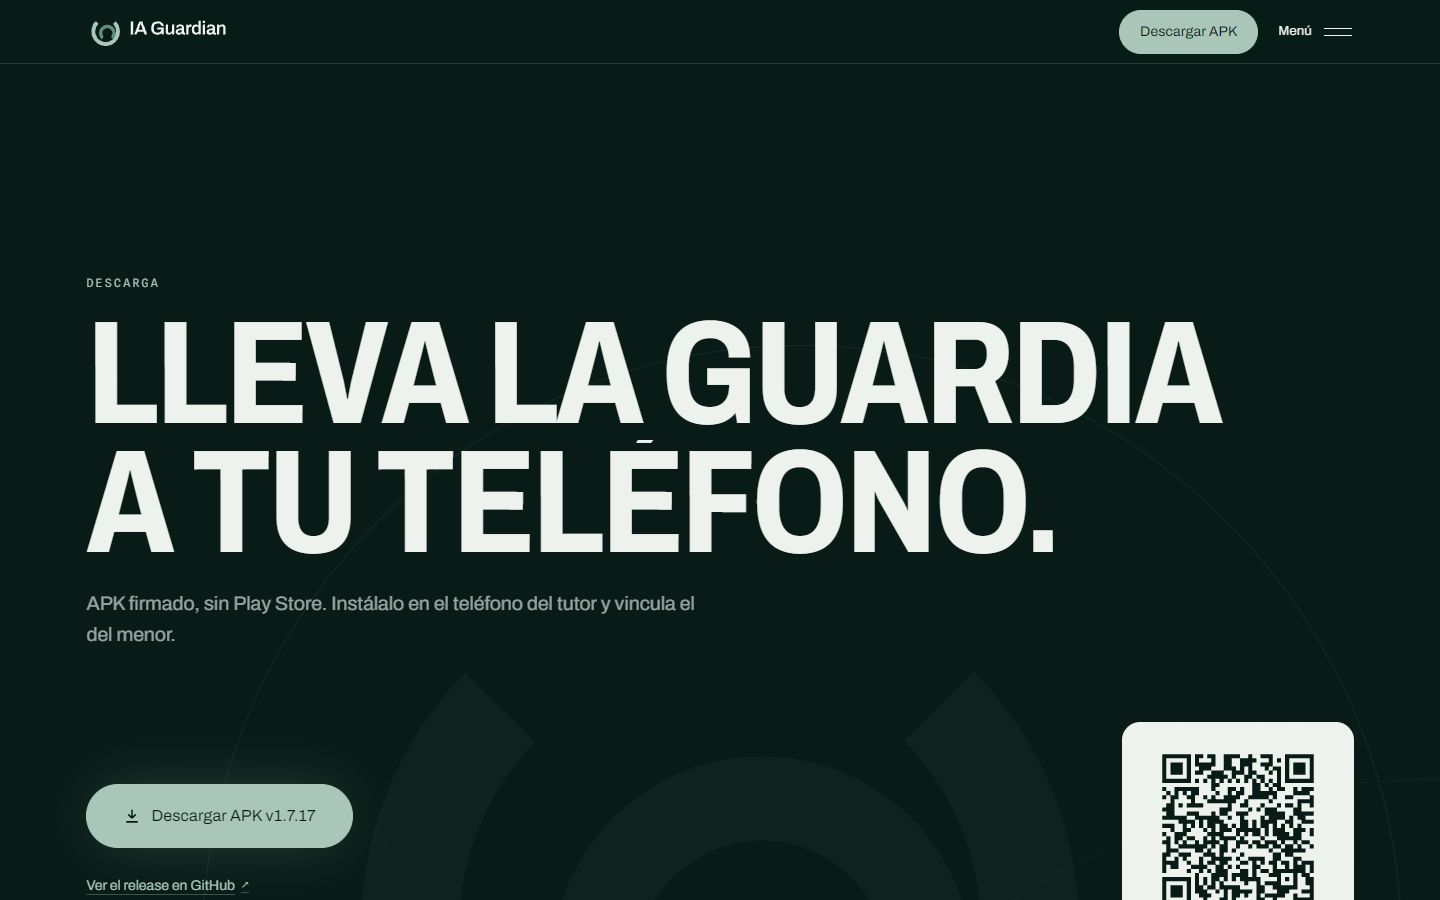 IA Guardian
Descargar APK
Menú
DESCARGA
LLEVA LA GUARDIA
A TU TELÉFONO.
APK firmado, sin Play Store. Instálalo en el teléfono del tutor y vincula el
del menor.
Descargar APK v1.7.17
Ver el release en GitHub ↗